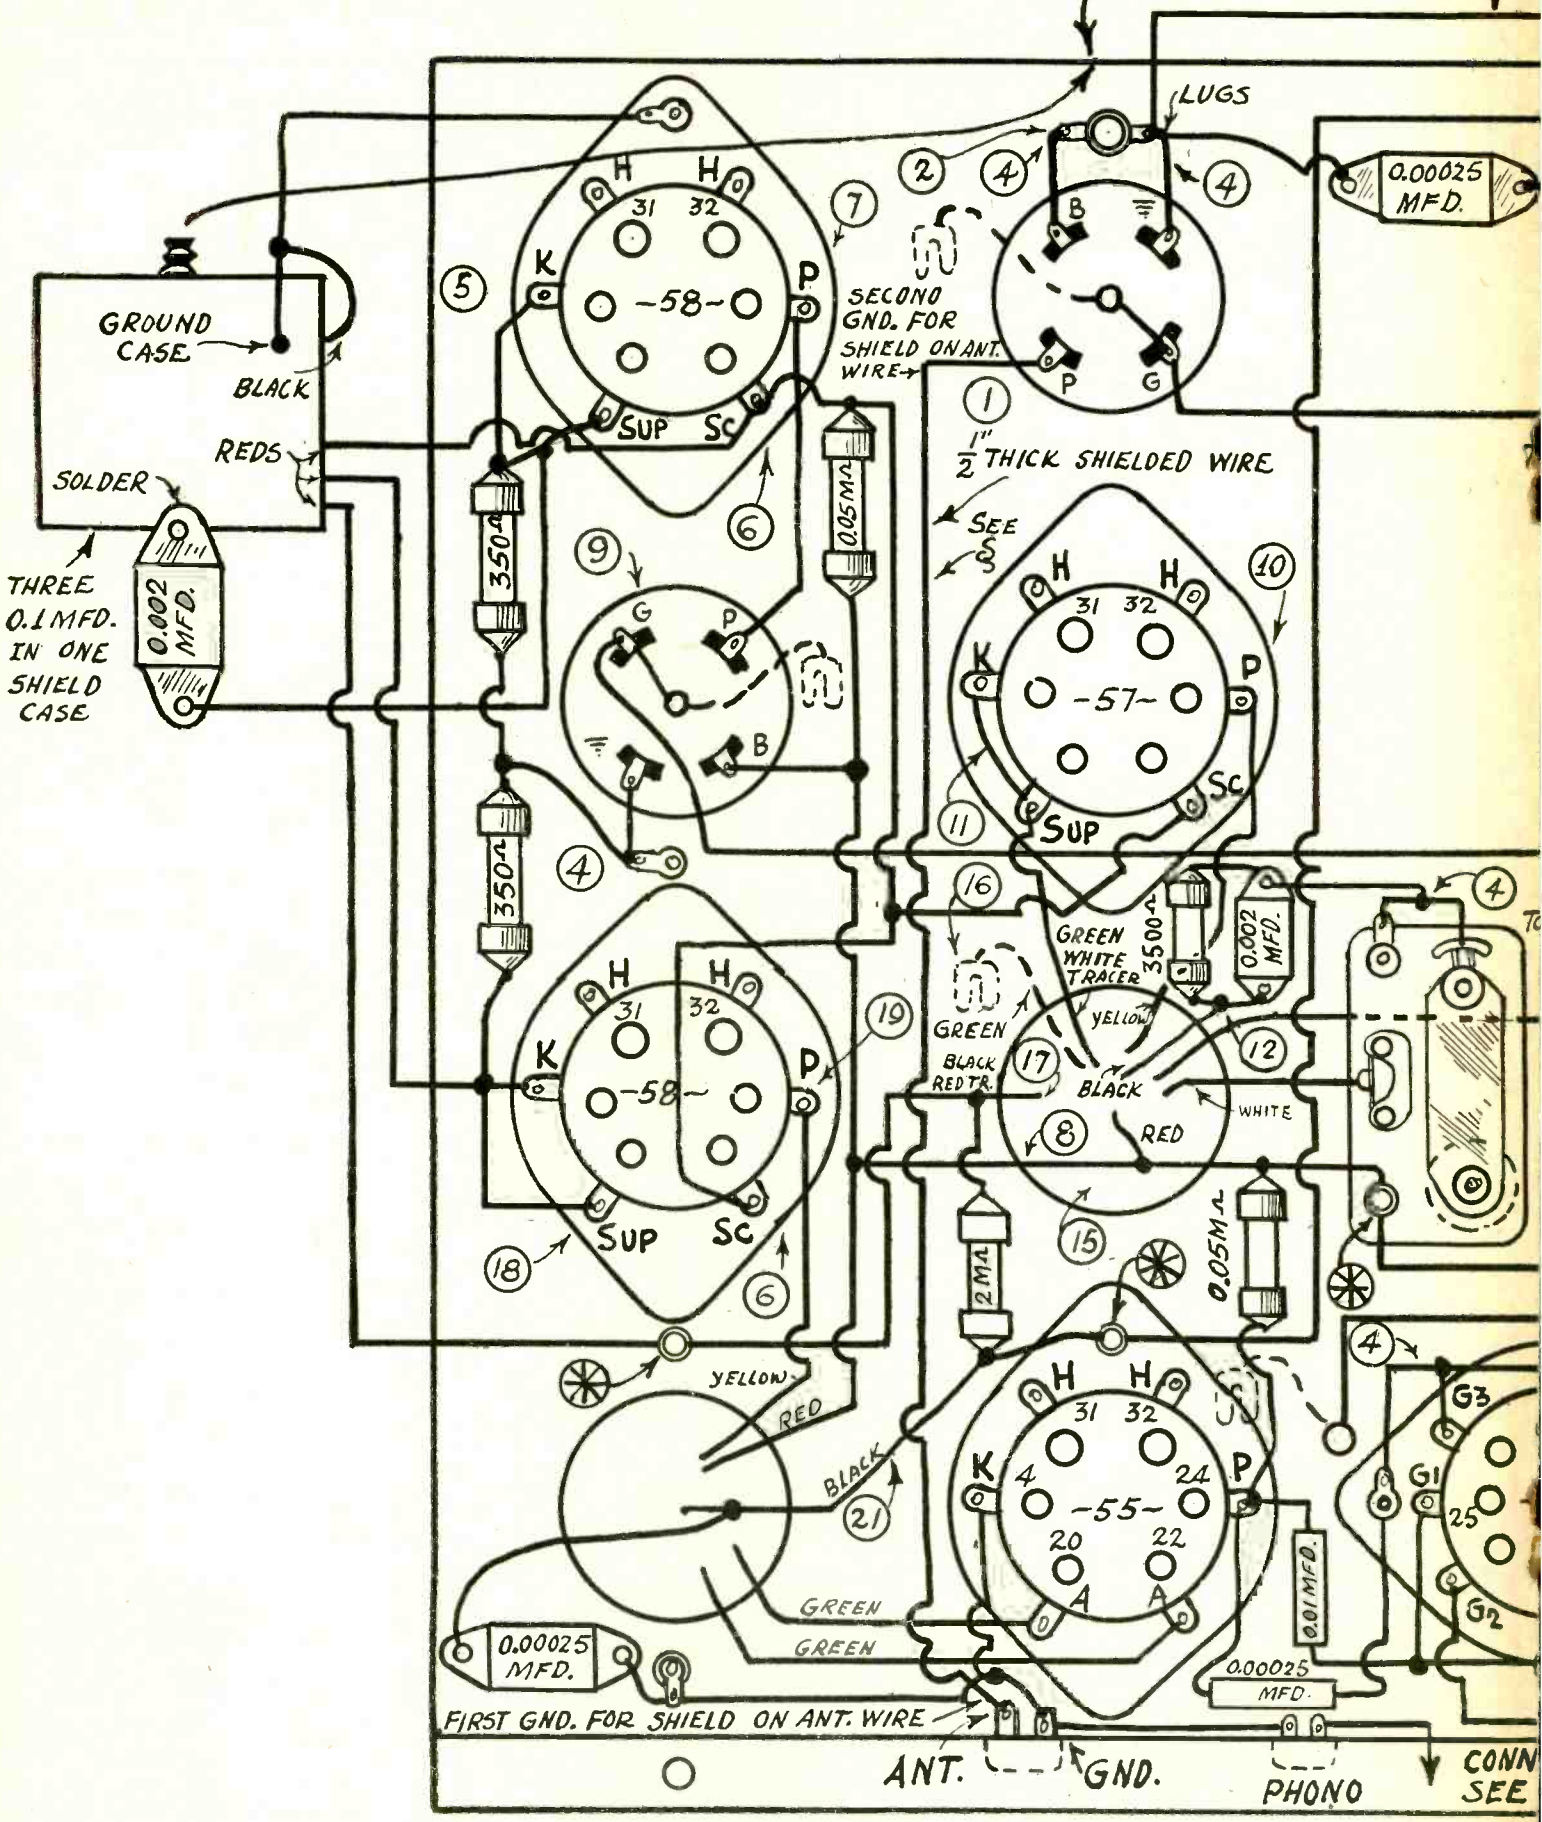 LUGS
2
4
4
0.00025
MFD.
H
H
31
32
7
B
K
-58-
P
5
SECOND
GND. FOR
SHIELD ON ANT.
WIRE
P
G
GROUND
CASE
BLACK
REDS
SOLDER
SUP
SC
1
1/2" THICK SHIELDED WIRE
6
0.05MΩ
350Ω
SEE
§
THREE
0.1 MFD.
IN ONE
SHIELD
CASE
0.002
MFD.
9
G
P
B
10
H
H
31
32
K
-57-
P
SC
SUP
11
350Ω
4
16
4
GREEN
WHITE
TRACER
3500Ω
0.002
MFD.
H
H
31
32
19
GREEN
YELLOW
12
K
-58-
P
BLACK
RED TR.
17
BLACK
WHITE
8
RED
SUP
SC
18
6
15
2MΩ
0.05MΩ
4
YELLOW
RED
H
H
31
32
G3
BLACK
21
K
4
-55-
24
P
G1
25
20
22
A
A
G2
0.01 MFD.
GREEN
GREEN
0.00025
MFD.
0.00025
MFD.
FIRST GND. FOR SHIELD ON ANT. WIRE
ANT.
GND.
PHONO
CONN
SEE